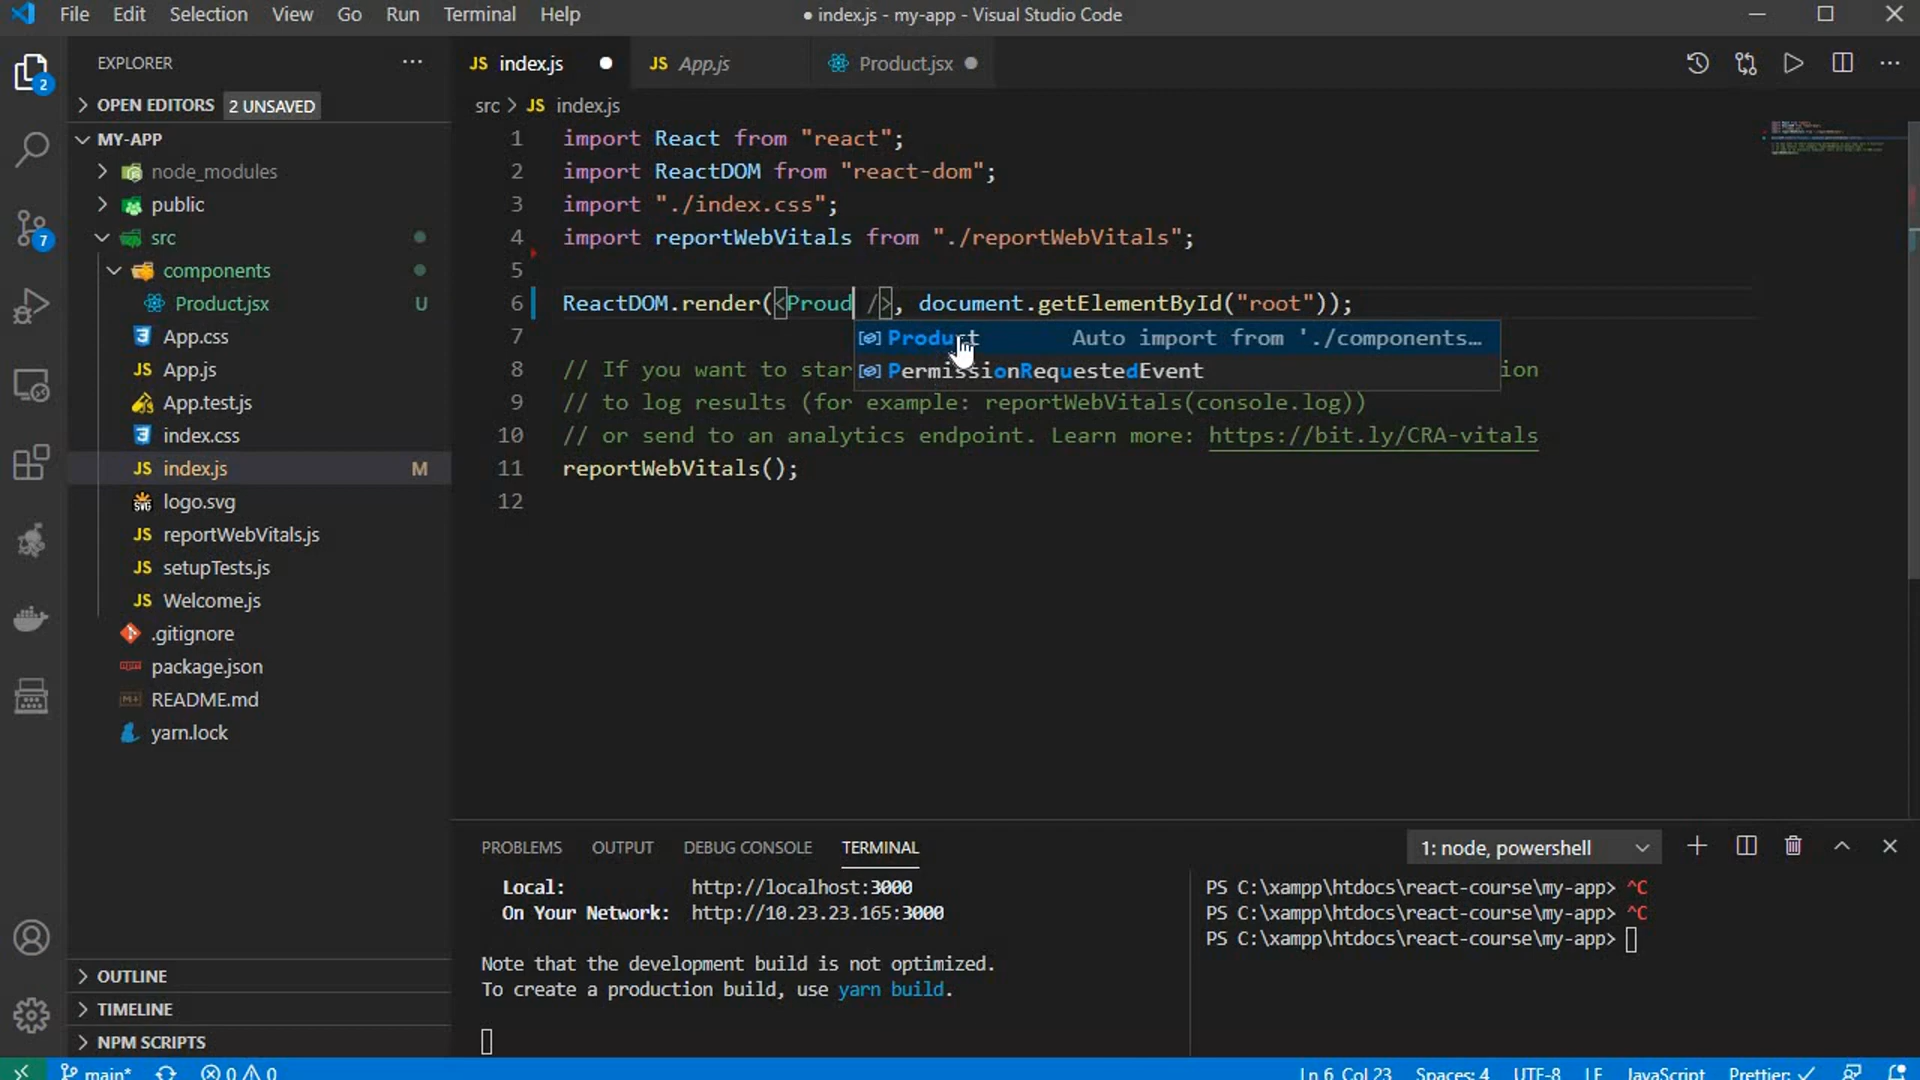 File Edit Selection View Go Run Terminal Help
● index.js - my-app - Visual Studio Code
EXPLORER
OPEN EDITORS 2 UNSAVED
MY-APP
node_modules
public
src
components
Product.jsx U
App.css
App.js
App.test.js
index.css
index.js M
logo.svg
reportWebVitals.js
setupTests.js
Welcome.js
.gitignore
package.json
README.md
yarn.lock
OUTLINE
TIMELINE
NPM SCRIPTS
2
7
JS index.js
JS App.js
Product.jsx
src > JS index.js
1 import React from "react";
2 import ReactDOM from "react-dom";
3 import "./index.css";
4 import reportWebVitals from "./reportWebVitals";
5
6 ReactDOM.render(<Proud />, document.getElementById("root"));
7
Product Auto import from './components…
PermissionRequestedEvent
8 // If you want to star ion
9 // to log results (for example: reportWebVitals(console.log))
10 // or send to an analytics endpoint. Learn more: https://bit.ly/CRA-vitals
11 reportWebVitals();
12
PROBLEMS OUTPUT DEBUG CONSOLE TERMINAL
1: node, powershell
Local: http://localhost:3000
On Your Network: http://10.23.23.165:3000
Note that the development build is not optimized.
To create a production build, use yarn build.
PS C:\xampp\htdocs\react-course\my-app> ^C
PS C:\xampp\htdocs\react-course\my-app> ^C
PS C:\xampp\htdocs\react-course\my-app>
main* 0 0
Ln 6, Col 23 Spaces: 4 UTF-8 LF JavaScript Prettier: ✓